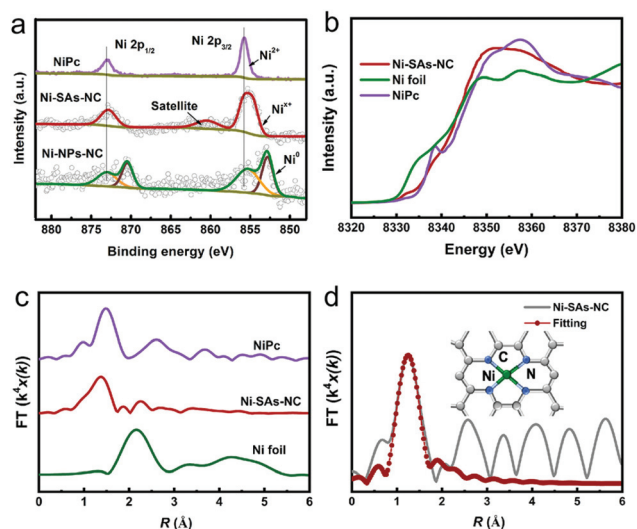 a
Intensity (a.u.)
NiPc
Ni 2p1/2
Ni 2p3/2
Ni2+
Ni-SAs-NC
Satellite
Nix+
Ni-NPs-NC
Ni0
880 875 870 865 860 855 850
Binding energy (eV)
b
Intensity (a.u.)
Ni-SAs-NC
Ni foil
NiPc
8320 8330 8340 8350 8360 8370 8380
Energy (eV)
c
FT (k4x(k))
NiPc
Ni-SAs-NC
Ni foil
0 1 2 3 4 5 6
R (Å)
d
FT (k4x(k))
Ni-SAs-NC
Fitting
C
Ni
N
0 1 2 3 4 5 6
R (Å)